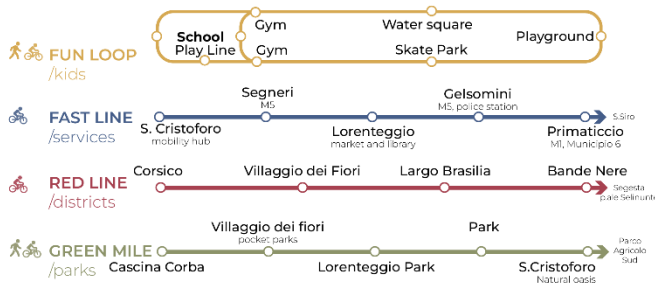 School
Play Line
Gym
Gym
Water square
Skate Park
Playground
FUN LOOP
/kids
FAST LINE
/services
S. Cristoforo
mobility hub
Segneri
M5
Lorenteggio
market and library
Gelsomini
M5, police station
Primaticcio
M1, Municipio 6
S.Siro
RED LINE
/districts
Corsico
Villaggio dei Fiori
Largo Brasilia
Bande Nere
Segesta
p.ale Selinunte
GREEN MILE
/parks
Cascina Corba
Villaggio dei fiori
pocket parks
Lorenteggio Park
Park
S.Cristoforo
Natural oasis
Parco
Agricolo
Sud